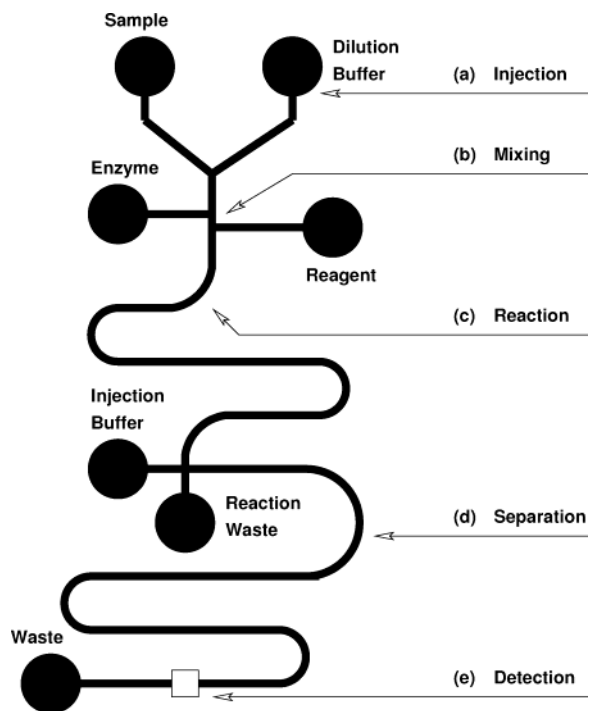 Sample
Dilution
Buffer
(a) Injection
(b) Mixing
Enzyme
Reagent
(c) Reaction
Injection
Buffer
Reaction
Waste
(d) Separation
Waste
(e) Detection